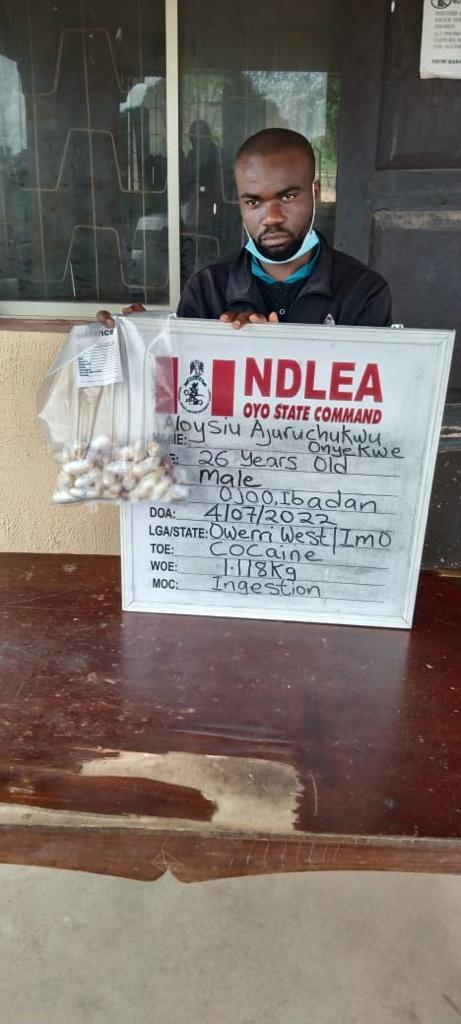 NDLEA
OYO STATE COMMAND
Aloysiu Ajuruchukwu
Onyekwe
26 Years Old
Male
Ojoo, Ibadan
DOA: 4/07/2022
LGA/STATE: Owerri West/Imo
TOE: Cocaine
WOE: 1.118Kg
MOC: Ingestion